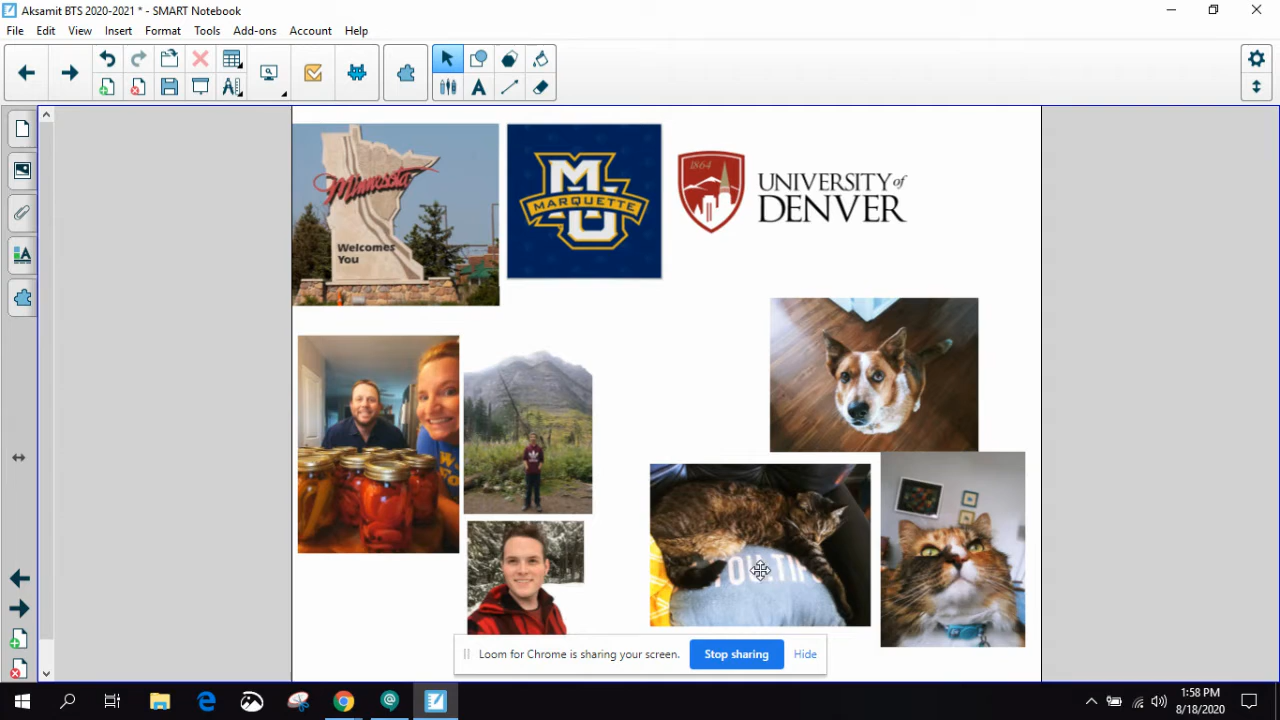 Aksamit BTS 2020-2021 * - SMART Notebook
File Edit View Insert Format Tools Add-ons Account Help
Minnesota
Welcomes
You
MU
MARQUETTE
1864
UNIVERSITY of
DENVER
Loom for Chrome is sharing your screen. Stop sharing Hide
1:58 PM
8/18/2020